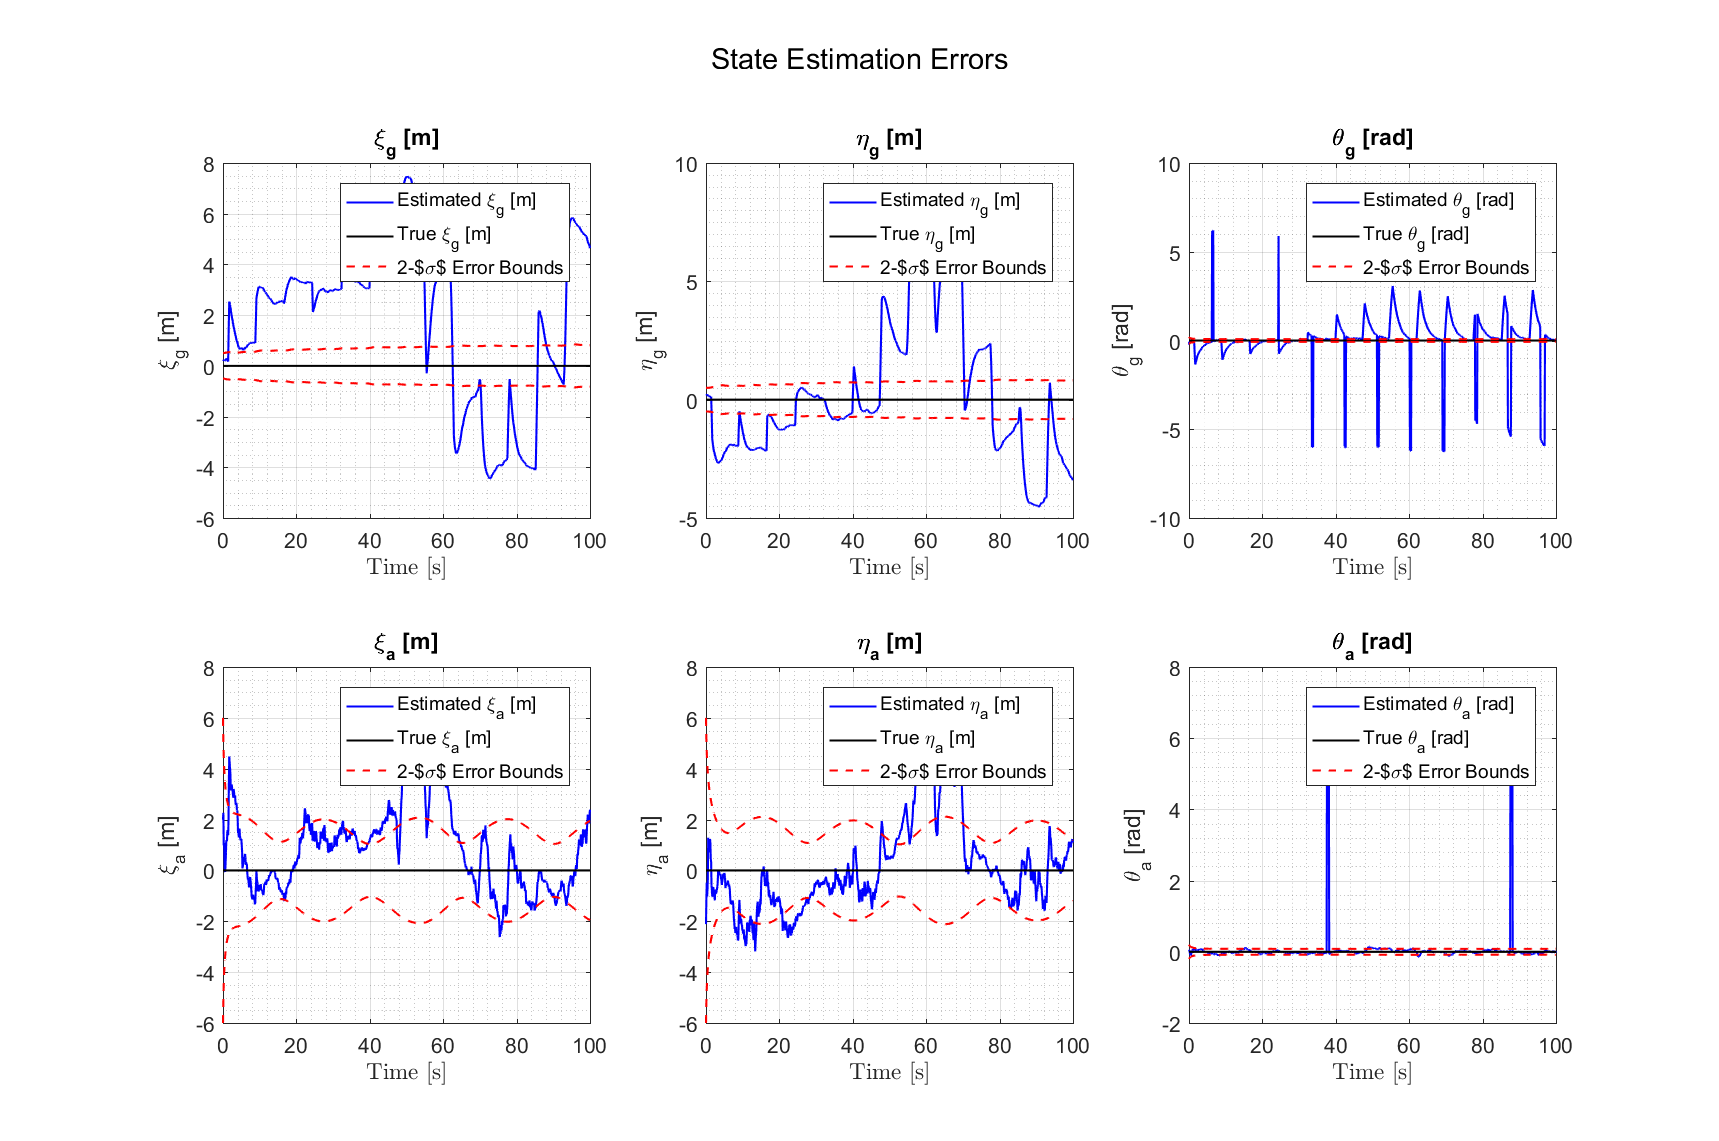 State Estimation Errors
ξg [m]
8
6
4
2
0
-2
-4
-6
ξg [m]
Estimated ξg [m]
True ξg [m]
2-$σ$ Error Bounds
0 20 40 60 80 100
Time [s]
ηg [m]
10
5
0
-5
ηg [m]
Estimated ηg [m]
True ηg [m]
2-$σ$ Error Bounds
0 20 40 60 80 100
Time [s]
θg [rad]
10
5
0
-5
-10
θg [rad]
Estimated θg [rad]
True θg [rad]
2-$σ$ Error Bounds
0 20 40 60 80 100
Time [s]
ξa [m]
8
6
4
2
0
-2
-4
-6
ξa [m]
Estimated ξa [m]
True ξa [m]
2-$σ$ Error Bounds
0 20 40 60 80 100
Time [s]
ηa [m]
8
6
4
2
0
-2
-4
-6
ηa [m]
Estimated ηa [m]
True ηa [m]
2-$σ$ Error Bounds
0 20 40 60 80 100
Time [s]
θa [rad]
8
6
4
2
0
-2
θa [rad]
Estimated θa [rad]
True θa [rad]
2-$σ$ Error Bounds
0 20 40 60 80 100
Time [s]